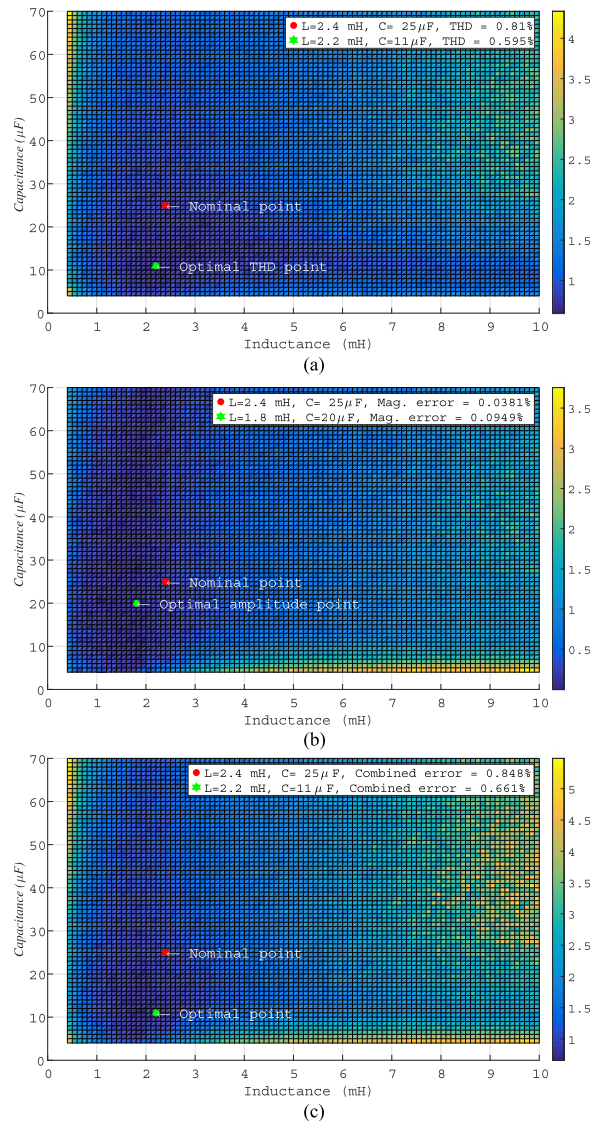 L=2.4 mH, C= 25μF, THD = 0.81%
L=2.2 mH, C=11μF, THD = 0.595%
70
60
50
40
30
20
10
0
Capacitance (μF)
Nominal point
Optimal THD point
0 1 2 3 4 5 6 7 8 9 10
Inductance (mH)
4
3.5
3
2.5
2
1.5
1
(a)
L=2.4 mH, C= 25μF, Mag. error = 0.0381%
L=1.8 mH, C=20μF, Mag. error = 0.0949%
70
60
50
40
30
20
10
0
Capacitance (μF)
Nominal point
Optimal amplitude point
0 1 2 3 4 5 6 7 8 9 10
Inductance (mH)
3.5
3
2.5
2
1.5
1
0.5
(b)
L=2.4 mH, C= 25μF, Combined error = 0.848%
L=2.2 mH, C=11μF, Combined error = 0.661%
70
60
50
40
30
20
10
0
Capacitance (μF)
Nominal point
Optimal point
0 1 2 3 4 5 6 7 8 9 10
Inductance (mH)
5
4.5
4
3.5
3
2.5
2
1.5
1
(c)